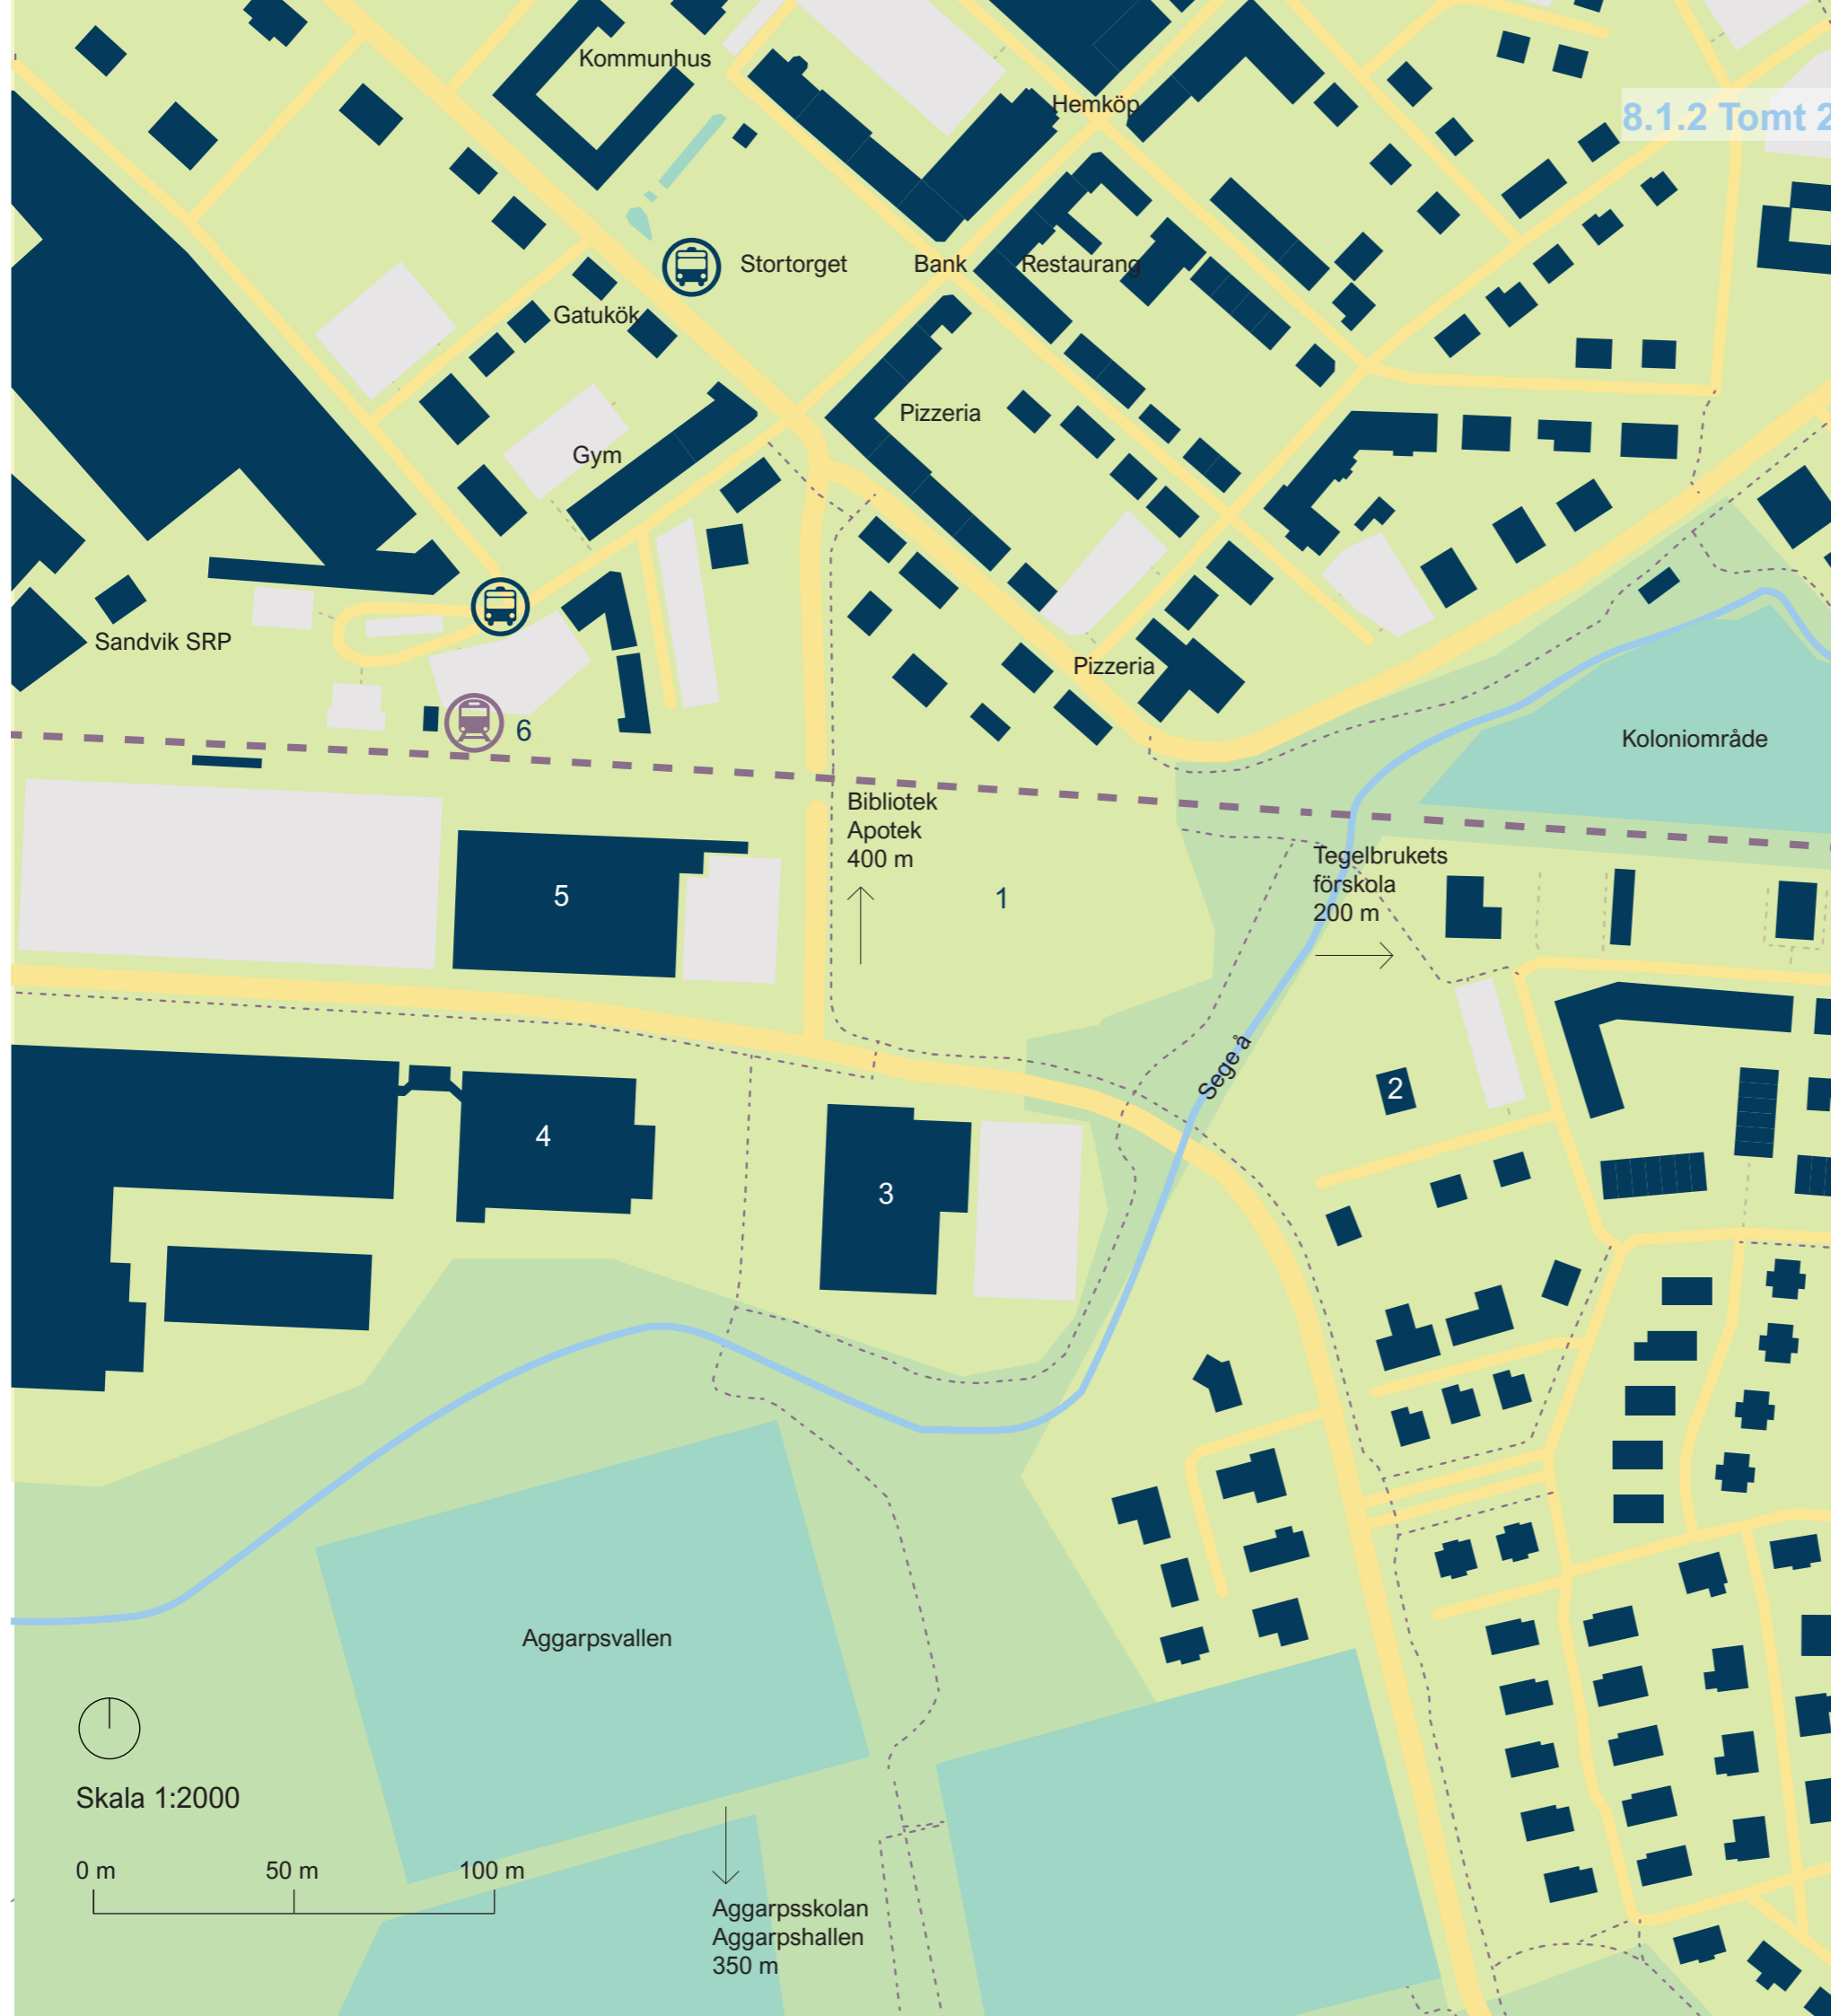 Kommunhus
Hemköp
8.1.2 Tomt 2
Stortorget
Bank
Restaurang
Gatukök
Pizzeria
Gym
Sandvik SRP
Pizzeria
6
Koloniområde
Bibliotek
Apotek
400 m
Tegelbrukets
förskola
200 m
5
1
Sege å
2
4
3
Aggarpsvallen
Skala 1:2000
0 m
50 m
100 m
Aggarpsskolan
Aggarpshallen
350 m